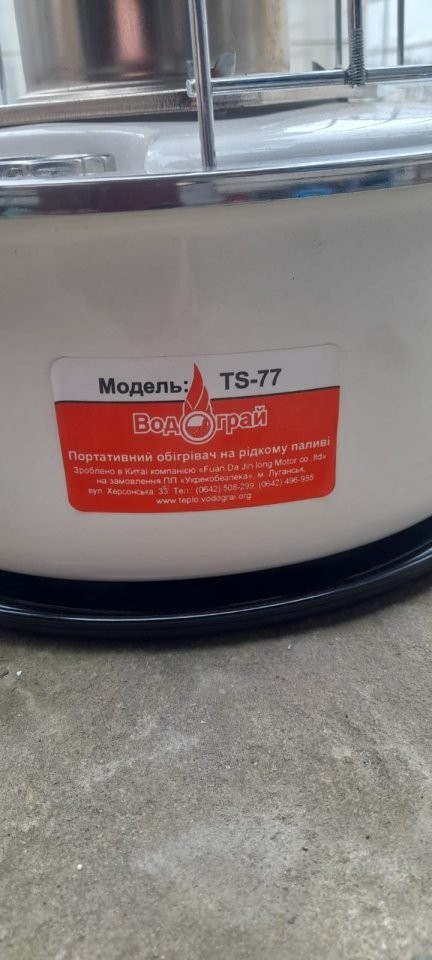 Модель: TS-77
Водограй
Портативний обігрівач на рідкому паливі
Зроблено в Китаї компанією «Fuan Da Jin long Motor co.,ltd»
на замовлення ПП «Укрекобезпека», м. Луганськ,
вул. Херсонська, 33. Тел.: (0642) 508-299, (0642) 496-955
www.teplo.vodograi.org